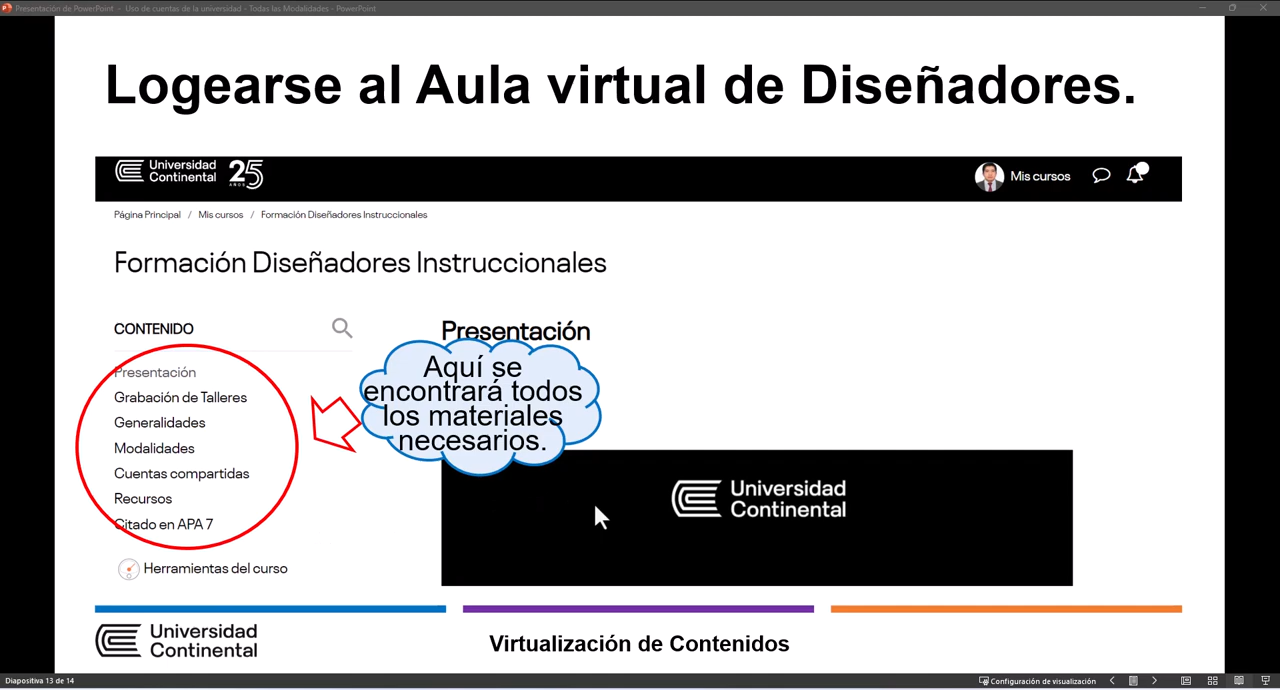 Presentación de PowerPoint - Uso de cuentas de la universidad - Todas las Modalidades - PowerPoint
Logearse al Aula virtual de Diseñadores.
Universidad
Continental
25
AÑOS
Mis cursos
Página Principal / Mis cursos / Formación Diseñadores Instruccionales
Formación Diseñadores Instruccionales
CONTENIDO
Presentación
Grabación de Talleres
Generalidades
Modalidades
Cuentas compartidas
Recursos
Citado en APA 7
Herramientas del curso
Presentación
Aquí se
encontrará todos
los materiales
necesarios.
Universidad
Continental
Universidad
Continental
Virtualización de Contenidos
Diapositiva 13 de 14
Configuración de visualización